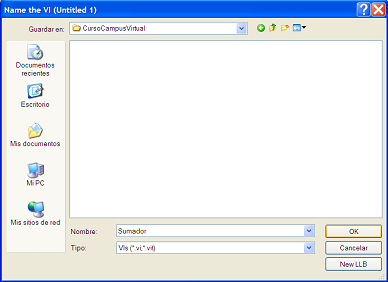 Name the VI (Untitled 1)
Guardar en:
CursoCampusVirtual
Documentos
recientes
Escritorio
Mis documentos
Mi PC
Mis sitios de red
Nombre:
Sumador
OK
Tipo:
VIs (*.vi;*.vit)
Cancelar
New LLB